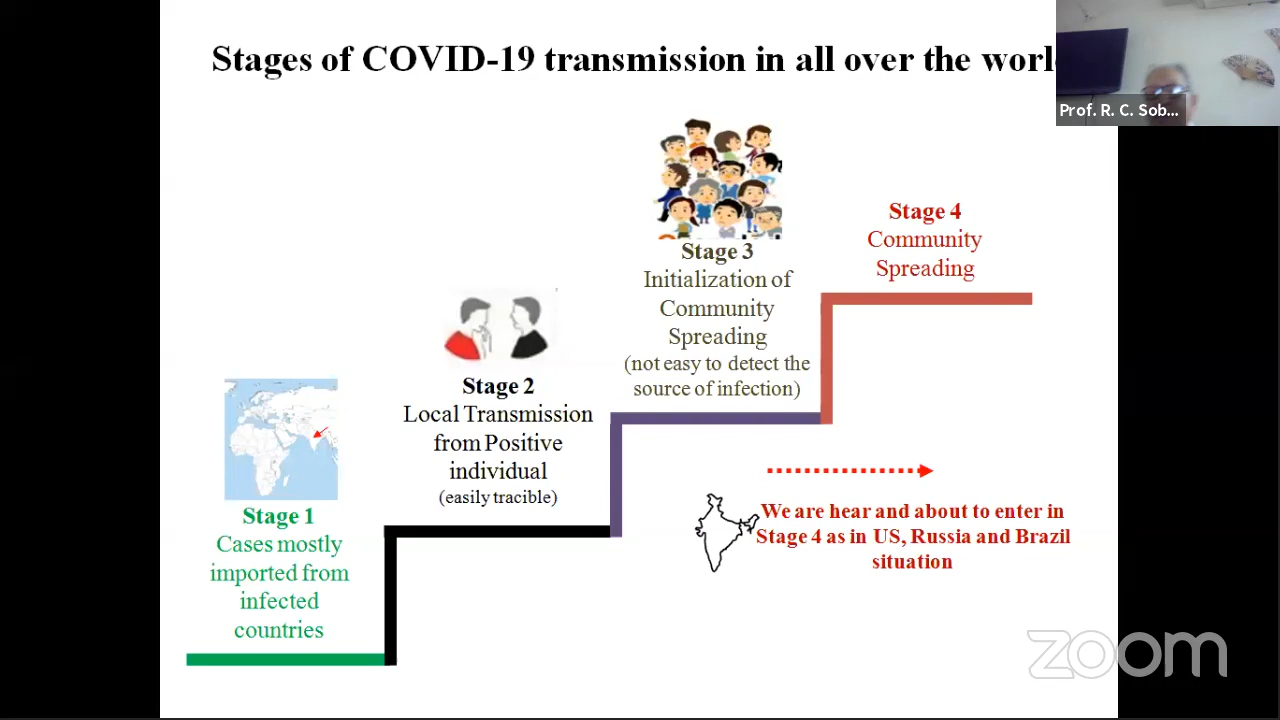 Stages of COVID-19 transmission in all over the
Prof. R. C. Sob...
Stage 4
Community
Spreading
Stage 3
Initialization of
Community
Spreading
(not easy to detect the
source of infection)
Stage 2
Local Transmission
from Positive
individual
(easily tracible)
Stage 1
Cases mostly
imported from
infected
countries
We are hear and about to enter in
Stage 4 as in US, Russia and Brazil
situation
zoom